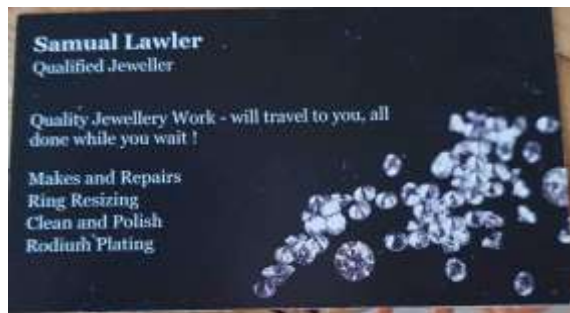 Samual Lawler
Qualified Jeweller
Quality Jewellery Work - will travel to you, all
done while you wait !
Makes and Repairs
Ring Resizing
Clean and Polish
Rodium Plating